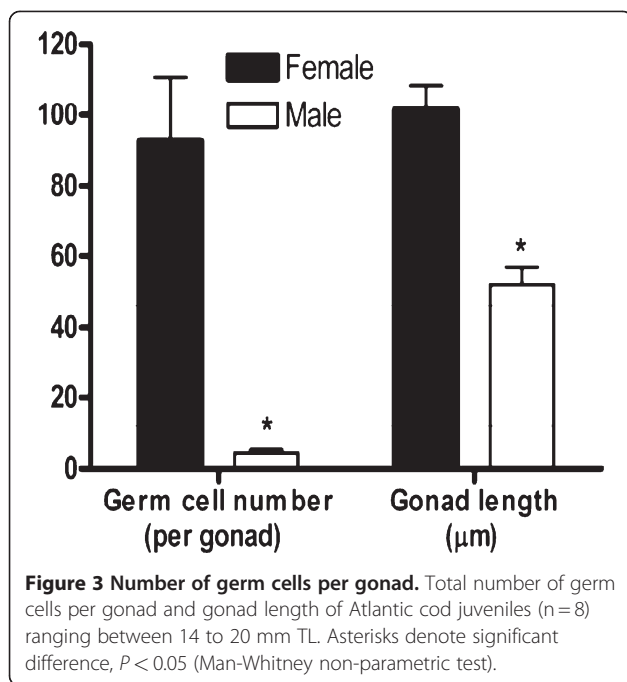 120
100
80
60
40
20
0
Female
Male
*
*
Germ cell number
(per gonad)
Gonad length
(μm)
Figure 3 Number of germ cells per gonad. Total number of germ
cells per gonad and gonad length of Atlantic cod juveniles (n = 8)
ranging between 14 to 20 mm TL. Asterisks denote significant
difference, P < 0.05 (Man-Whitney non-parametric test).